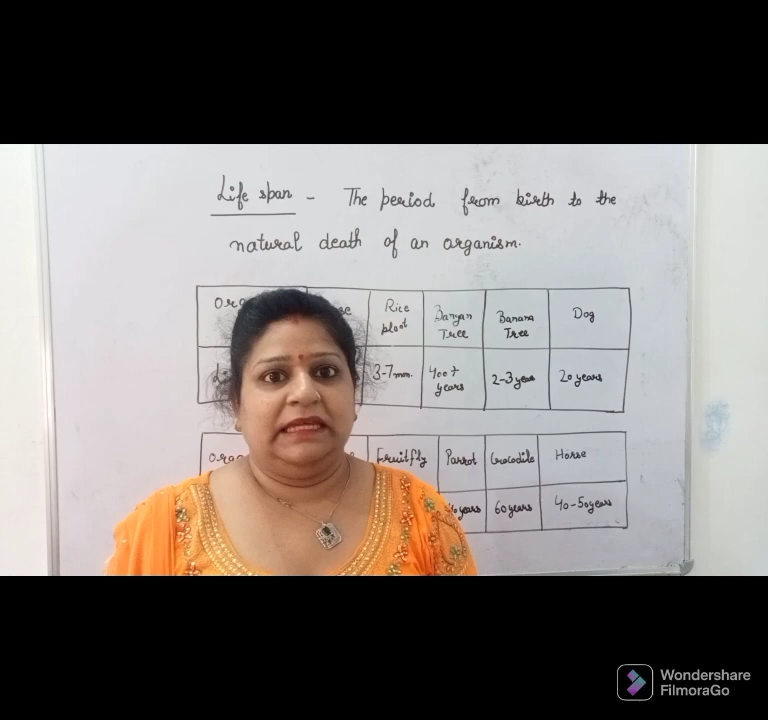 Life span - The period from birth to the
natural death of an organism.
Rice Banyan Banana Dog
plant Tree Tree
3-7 mon. 400+ years 2-3 years 20 years
Fruitfly Parrot Crocodile Horse
years 60 years 40-50 years
Wondershare
FilmoraGo